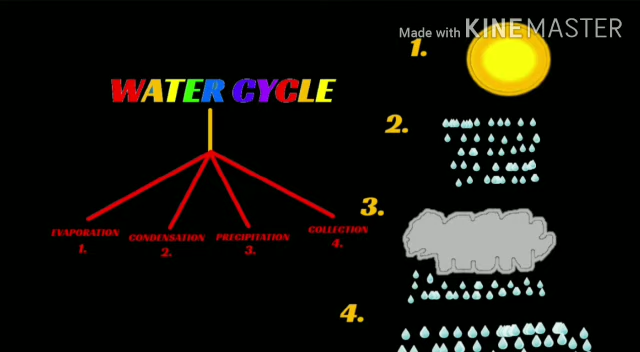 Made with KINEMASTER
1.
WATER CYCLE
2.
3.
EVAPORATION CONDENSATION PRECIPITATION COLLECTION
1. 2. 3. 4.
4.